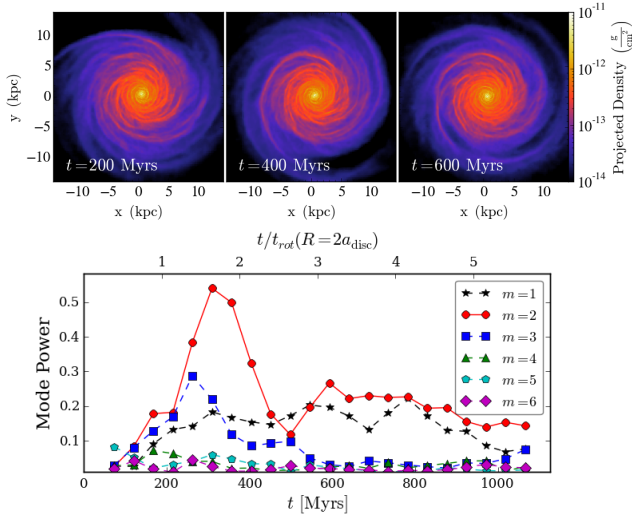 10
5
0
−5
−10
y (kpc)
t=200 Myrs
t=400 Myrs
t=600 Myrs
−10 −5 0 5 10
−10 −5 0 5 10
−10 −5 0 5 10
x (kpc)
x (kpc)
x (kpc)
10^−11
10^−12
10^−13
10^−14
Projected Density (g/cm^2)
t/t_rot(R=2a_disc)
1 2 3 4 5
0.5
0.4
0.3
0.2
0.1
Mode Power
m=1
m=2
m=3
m=4
m=5
m=6
0 200 400 600 800 1000
t [Myrs]